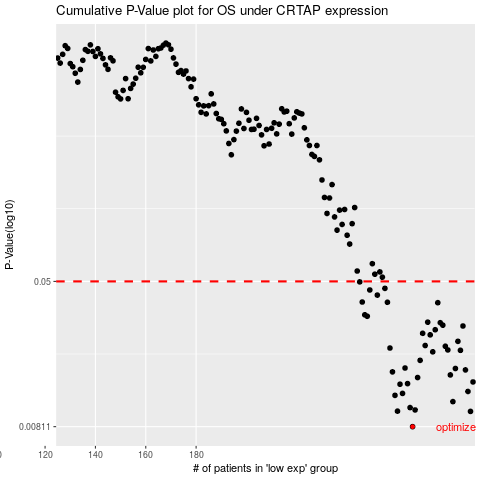 Cumulative P-Value plot for OS under CRTAP expression
P-Value(log10)
0.05
0.00811
optimize
0 120 140 160 180
# of patients in 'low exp' group